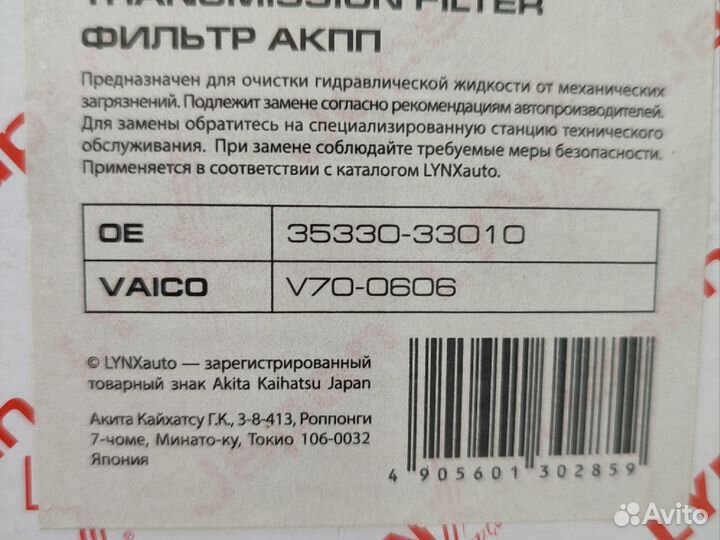 TRANSMISSION FILTER
ФИЛЬТР АКПП
Предназначен для очистки гидравлической жидкости от механических
загрязнений. Подлежит замене согласно рекомендациям автопроизводителей.
Для замены обратитесь на специализированную станцию технического
обслуживания. При замене соблюдайте требуемые меры безопасности.
Применяется в соответствии с каталогом LYNXauto.
OE 35330-33010
VAICO V70-0606
© LYNXauto — зарегистрированный
товарный знак Akita Kaihatsu Japan
Акита Кайхатсу Г.К., 3-8-413, Роппонги
7-чоме, Минато-ку, Токио 106-0032
Япония
4 905601 302859
Avito